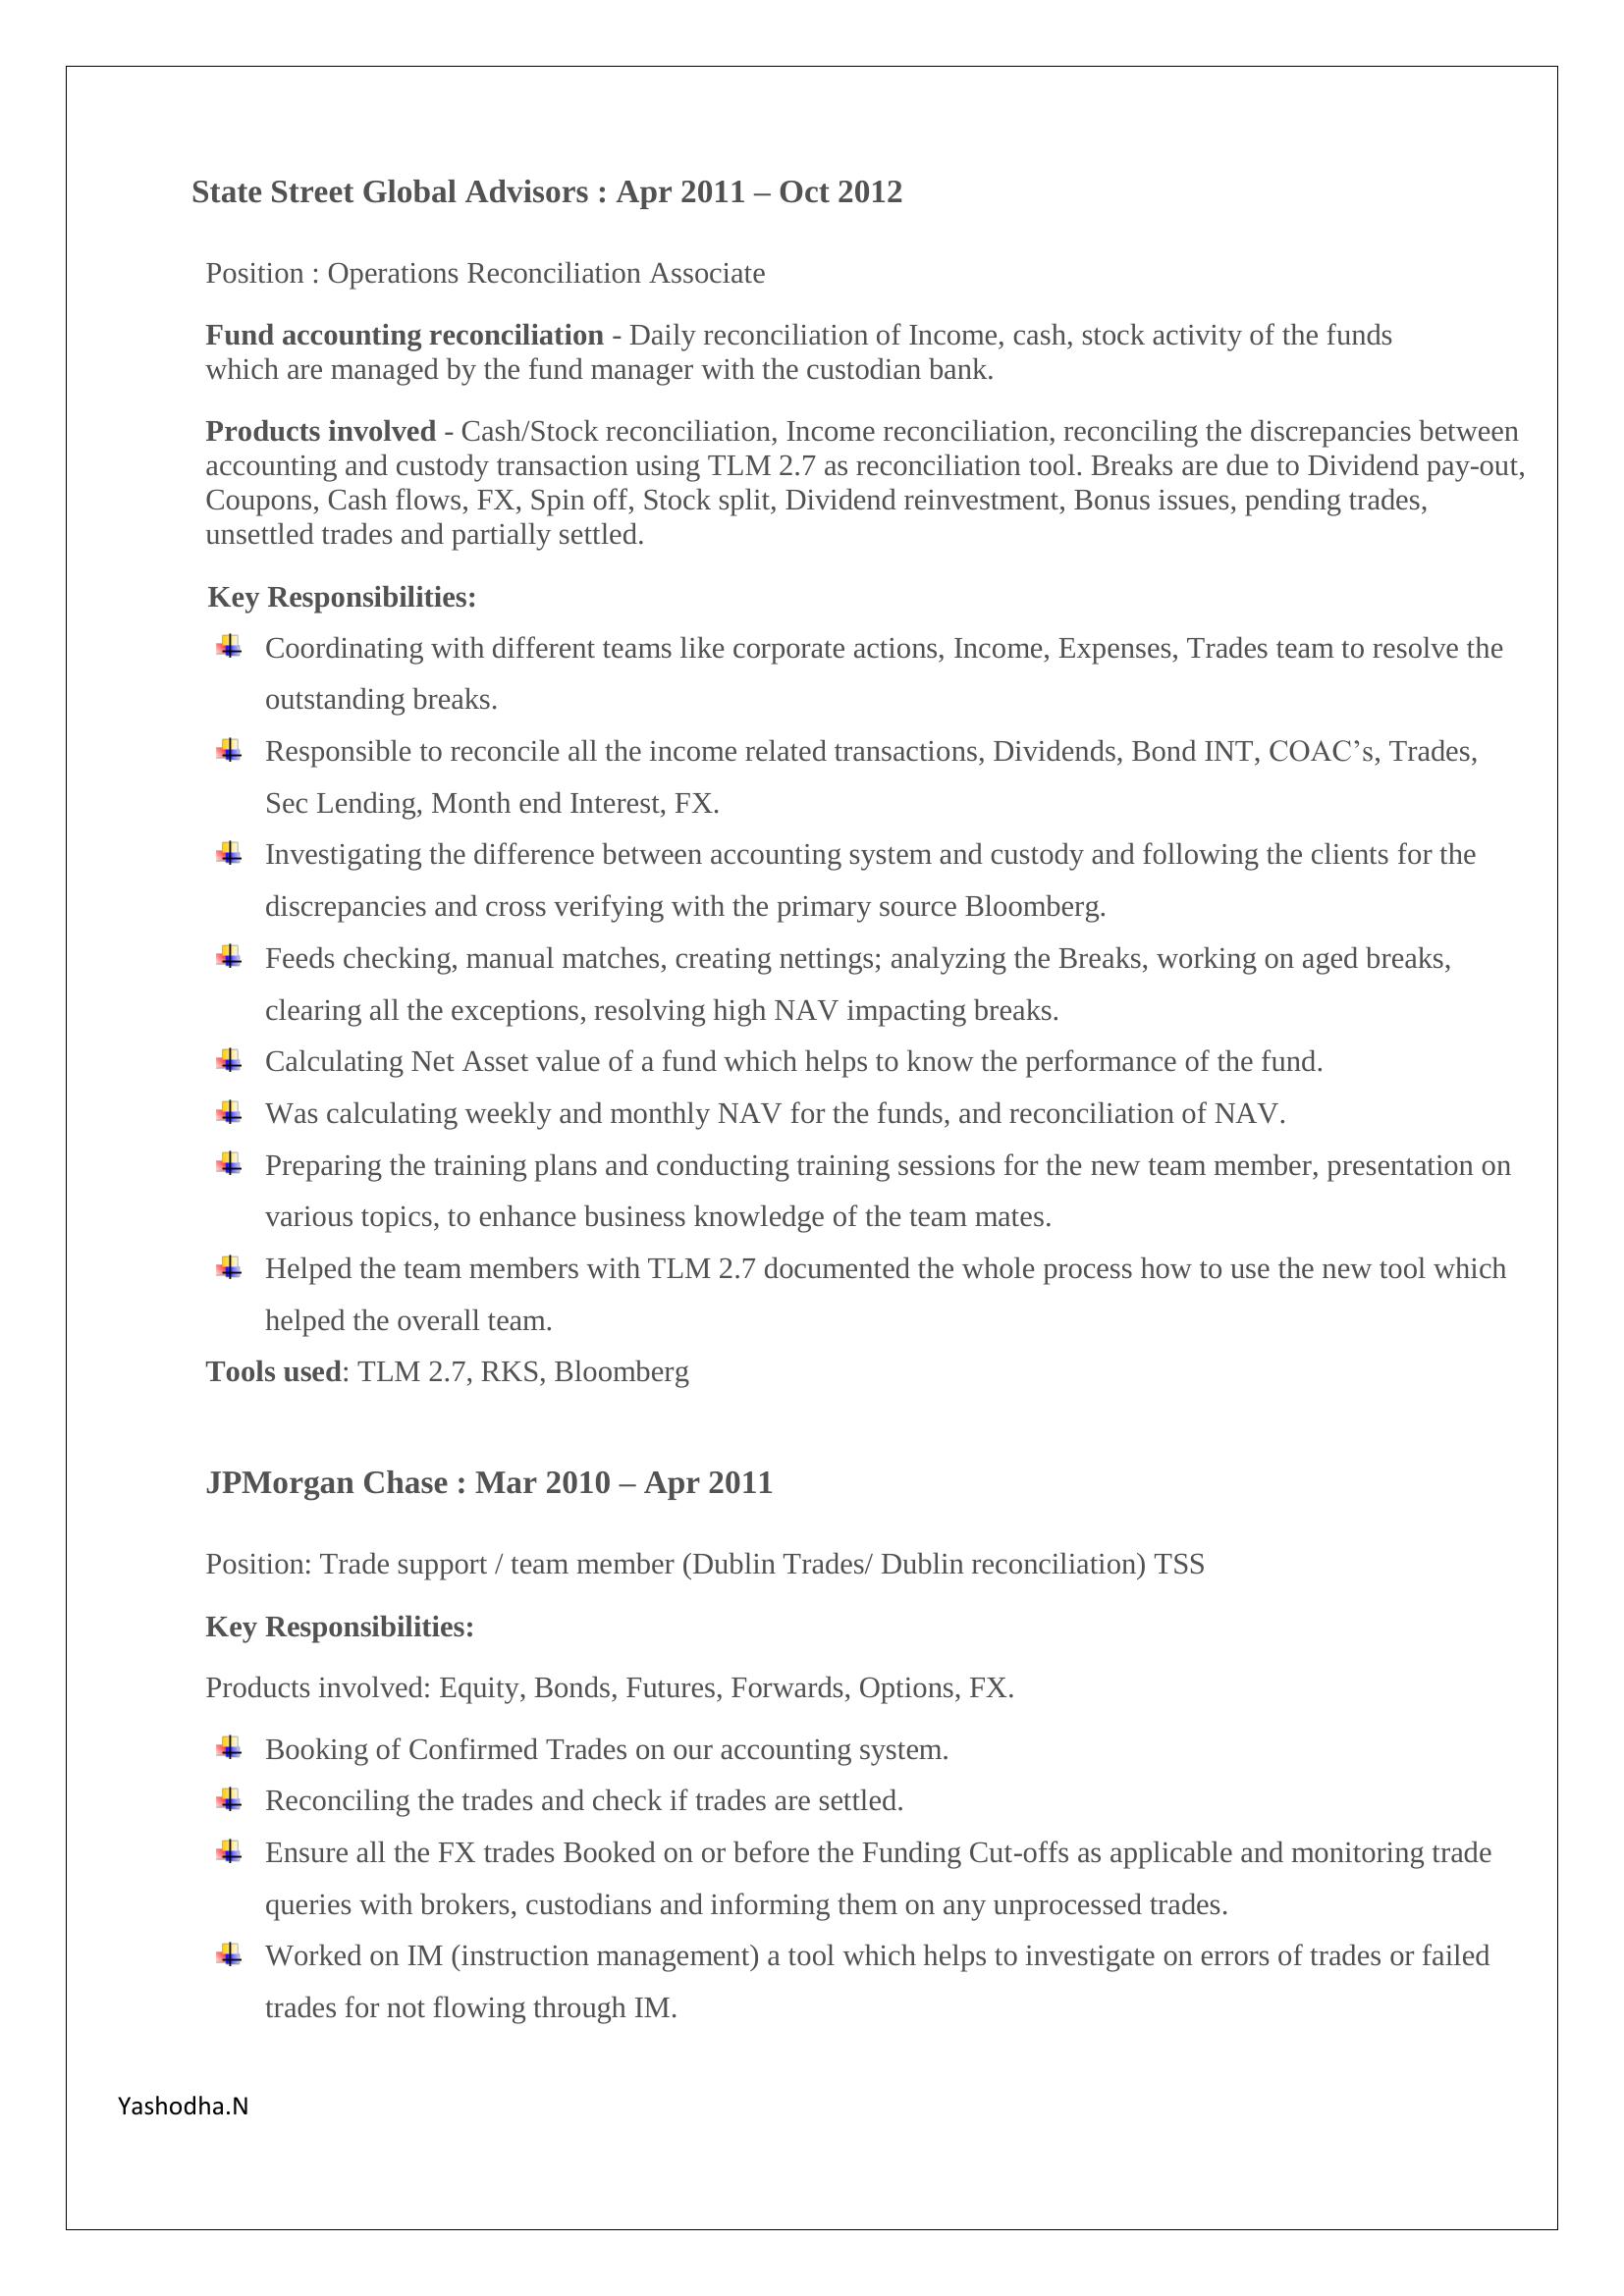 State Street Global Advisors : Apr 2011 – Oct 2012
Position : Operations Reconciliation Associate
Fund accounting reconciliation - Daily reconciliation of Income, cash, stock activity of the funds
which are managed by the fund manager with the custodian bank.
Products involved - Cash/Stock reconciliation, Income reconciliation, reconciling the discrepancies between
accounting and custody transaction using TLM 2.7 as reconciliation tool. Breaks are due to Dividend pay-out,
Coupons, Cash flows, FX, Spin off, Stock split, Dividend reinvestment, Bonus issues, pending trades,
unsettled trades and partially settled.
Key Responsibilities:
Coordinating with different teams like corporate actions, Income, Expenses, Trades team to resolve the
outstanding breaks.
Responsible to reconcile all the income related transactions, Dividends, Bond INT, COAC’s, Trades,
Sec Lending, Month end Interest, FX.
Investigating the difference between accounting system and custody and following the clients for the
discrepancies and cross verifying with the primary source Bloomberg.
Feeds checking, manual matches, creating nettings; analyzing the Breaks, working on aged breaks,
clearing all the exceptions, resolving high NAV impacting breaks.
Calculating Net Asset value of a fund which helps to know the performance of the fund.
Was calculating weekly and monthly NAV for the funds, and reconciliation of NAV.
Preparing the training plans and conducting training sessions for the new team member, presentation on
various topics, to enhance business knowledge of the team mates.
Helped the team members with TLM 2.7 documented the whole process how to use the new tool which
helped the overall team.
Tools used: TLM 2.7, RKS, Bloomberg
JPMorgan Chase : Mar 2010 – Apr 2011
Position: Trade support / team member (Dublin Trades/ Dublin reconciliation) TSS
Key Responsibilities:
Products involved: Equity, Bonds, Futures, Forwards, Options, FX.
Booking of Confirmed Trades on our accounting system.
Reconciling the trades and check if trades are settled.
Ensure all the FX trades Booked on or before the Funding Cut-offs as applicable and monitoring trade
queries with brokers, custodians and informing them on any unprocessed trades.
Worked on IM (instruction management) a tool which helps to investigate on errors of trades or failed
trades for not flowing through IM.
Yashodha.N